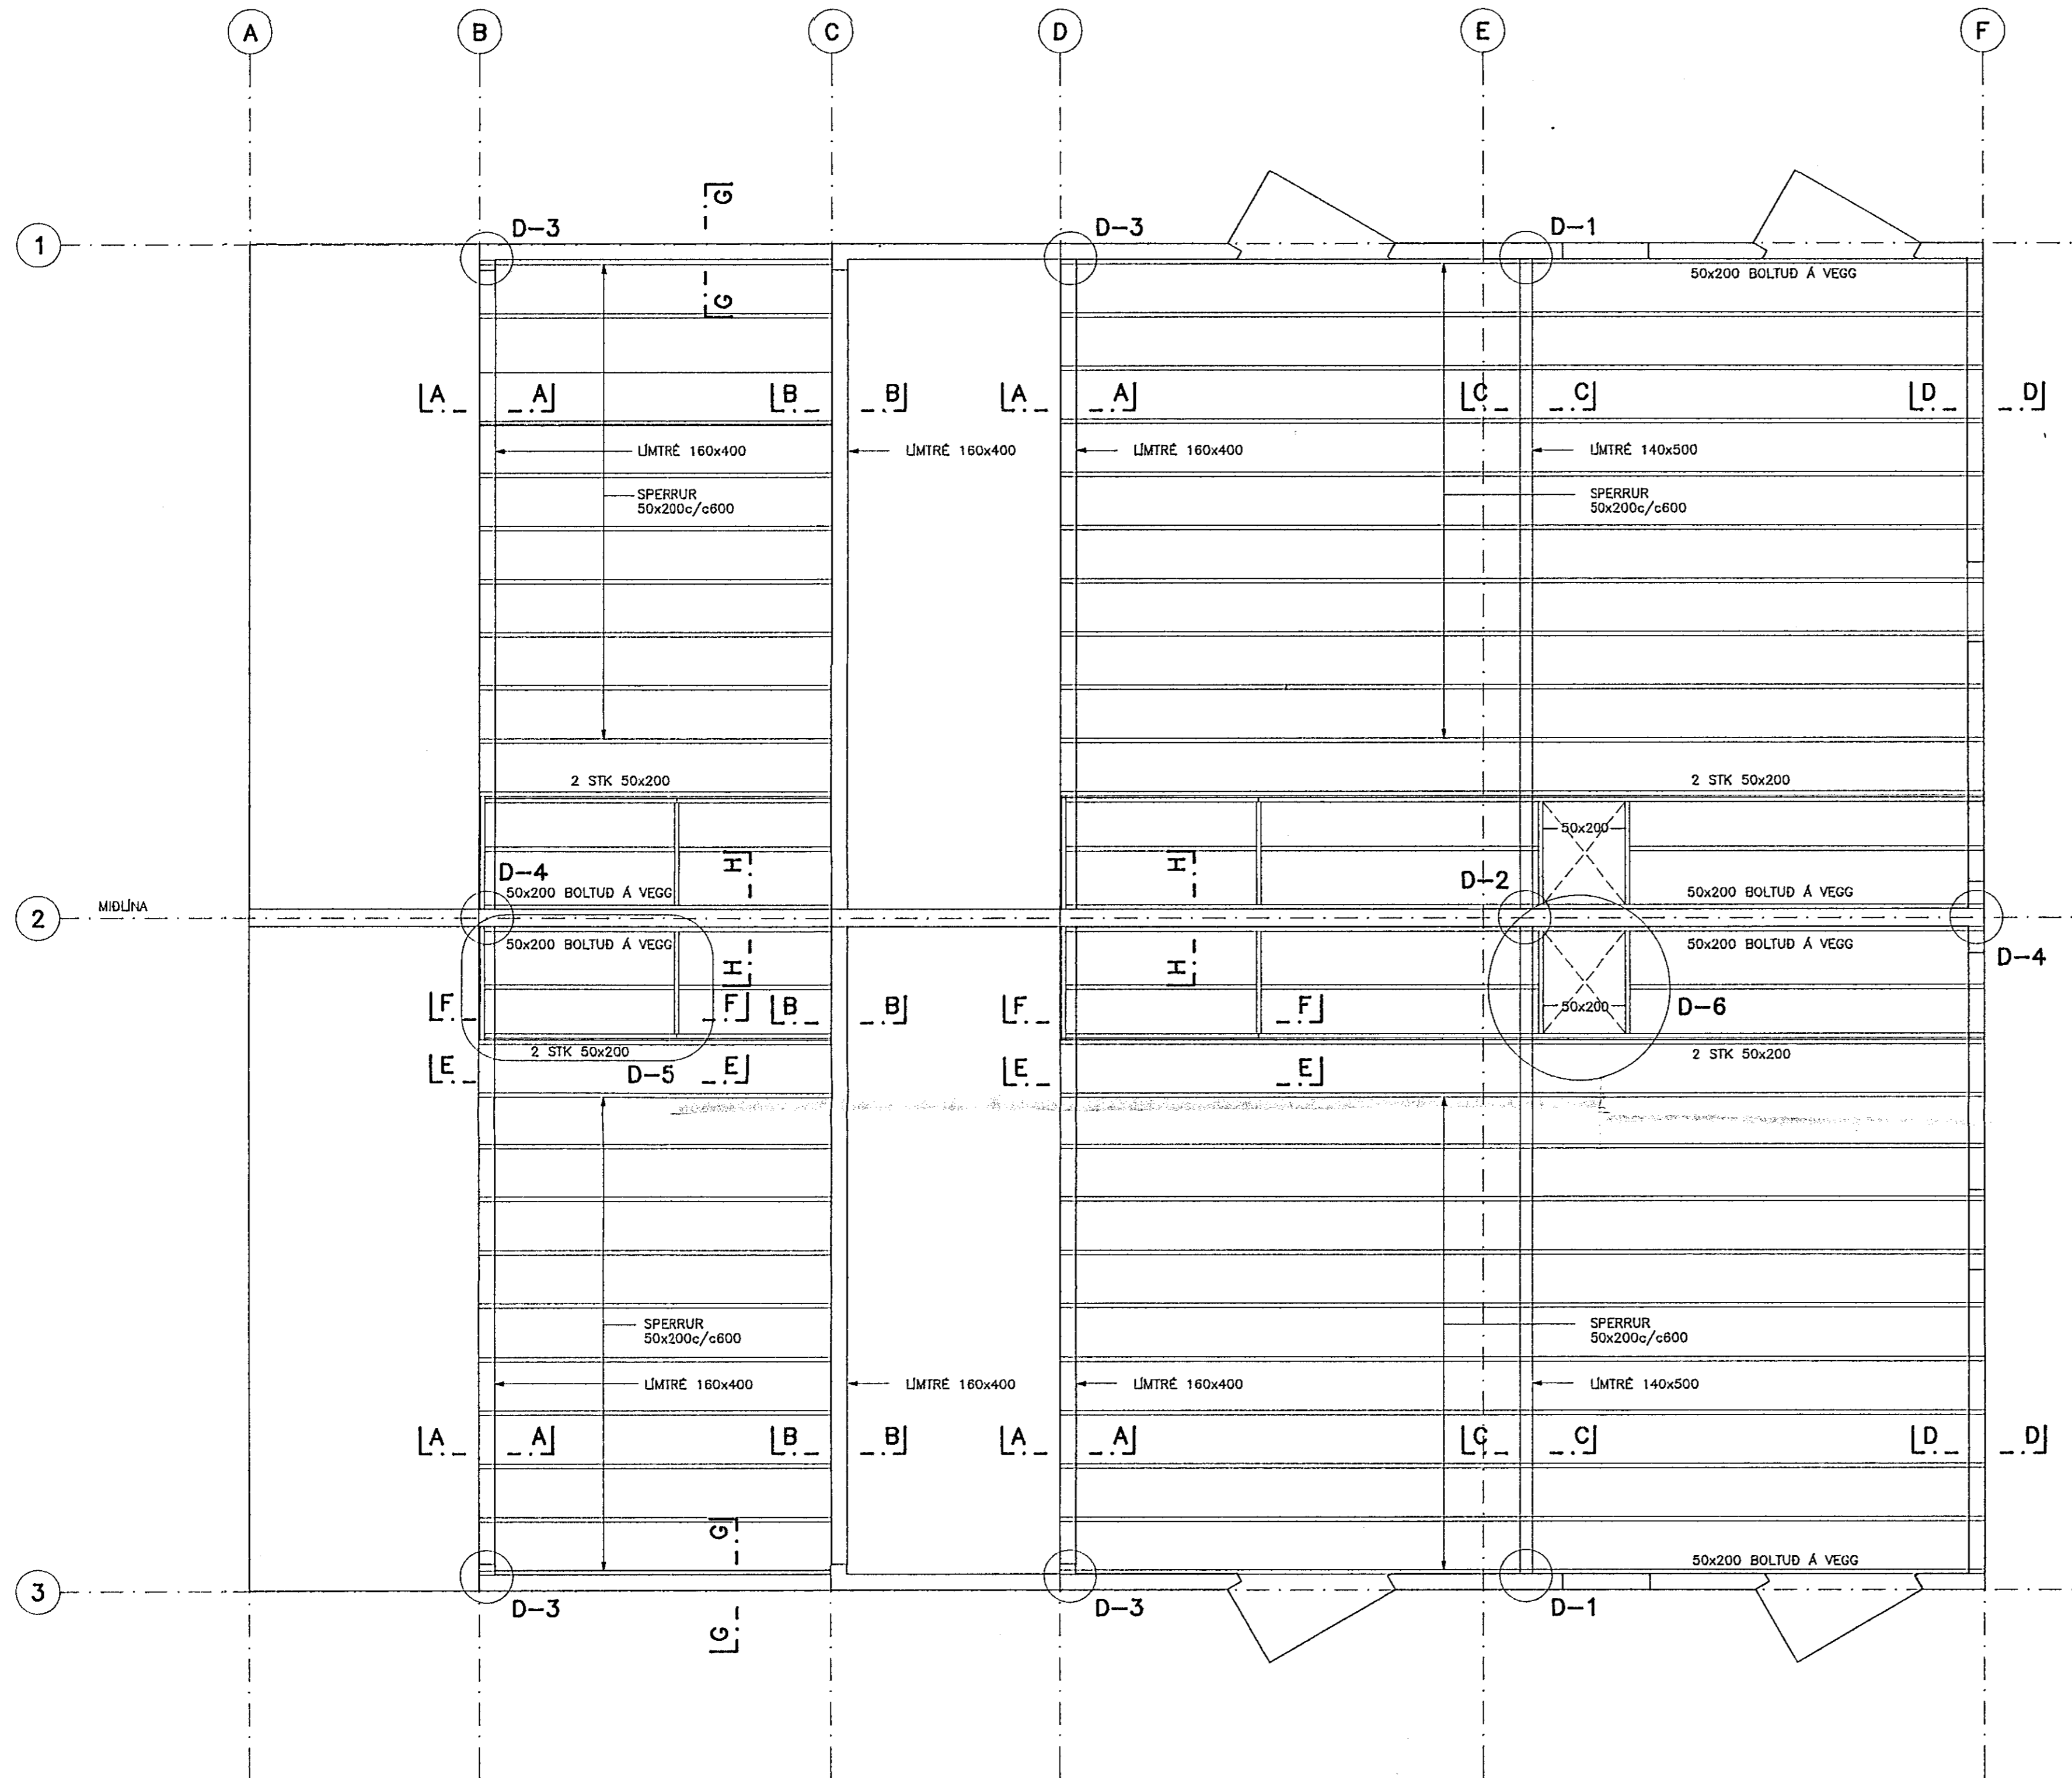 A B C D E F
G
D-3 D-3 D-1
1
50x200 BOLTUÐ Á VEGG
G
A A B B A A C C D D
LÍMTRÉ 160x400 LÍMTRÉ 160x400 LÍMTRÉ 160x400 LÍMTRÉ 140x500
SPERRUR SPERRUR
50x200c/c600 50x200c/c600
2 STK 50x200 2 STK 50x200
50x200
H H
D-4 D-2
50x200 BOLTUÐ Á VEGG 50x200 BOLTUÐ Á VEGG
MIÐLÍNA
2
50x200 BOLTUÐ Á VEGG 50x200 BOLTUÐ Á VEGG
D-4
H H
F F B B F F 50x200 D-6
2 STK 50x200 2 STK 50x200
E D-5 E E E
SPERRUR SPERRUR
50x200c/c600 50x200c/c600
LÍMTRÉ 160x400 LÍMTRÉ 160x400 LÍMTRÉ 160x400 LÍMTRÉ 140x500
A A B B A A C C D D
G
50x200 BOLTUÐ Á VEGG
3
D-3 D-3 D-1
G